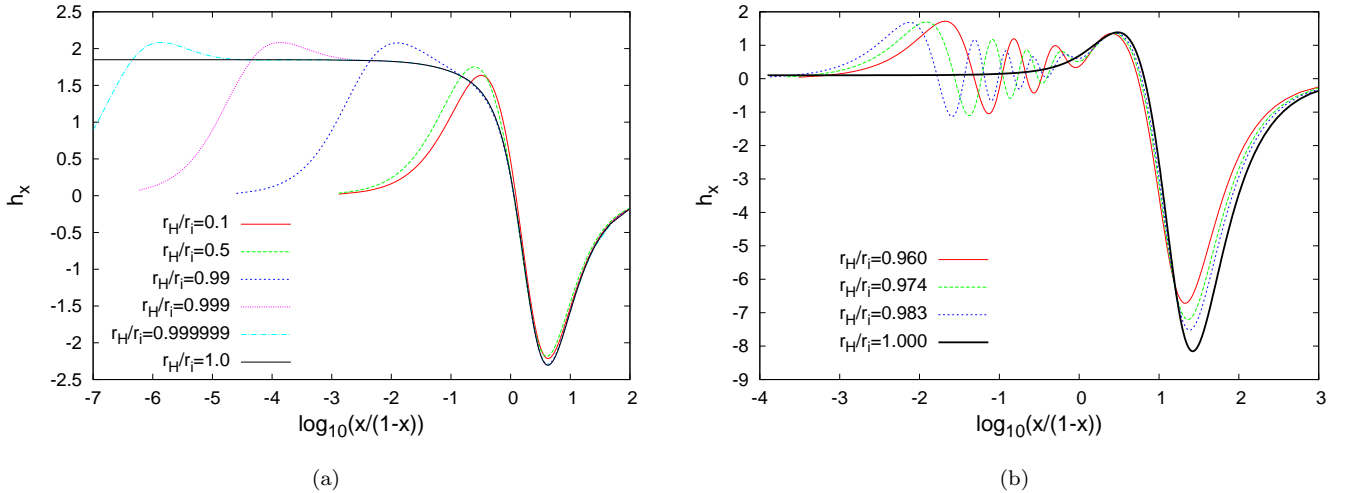 2.5
2
1.5
1
0.5
0
-0.5
-1
-1.5
-2
-2.5
h_x
r_H/r_i=0.1
r_H/r_i=0.5
r_H/r_i=0.99
r_H/r_i=0.999
r_H/r_i=0.999999
r_H/r_i=1.0
-7 -6 -5 -4 -3 -2 -1 0 1 2
log_10(x/(1-x))
(a)
2
1
0
-1
-2
-3
-4
-5
-6
-7
-8
-9
h_x
r_H/r_i=0.960
r_H/r_i=0.974
r_H/r_i=0.983
r_H/r_i=1.000
-4 -3 -2 -1 0 1 2 3
log_10(x/(1-x))
(b)